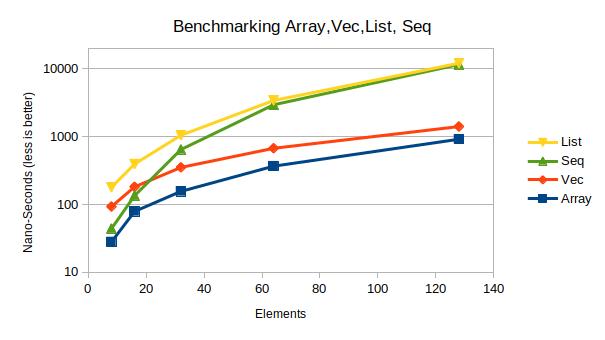 Benchmarking Array,Vec,List, Seq
Nano-Seconds (less is better)
10000
1000
100
10
0 20 40 60 80 100 120 140
Elements
List
Seq
Vec
Array